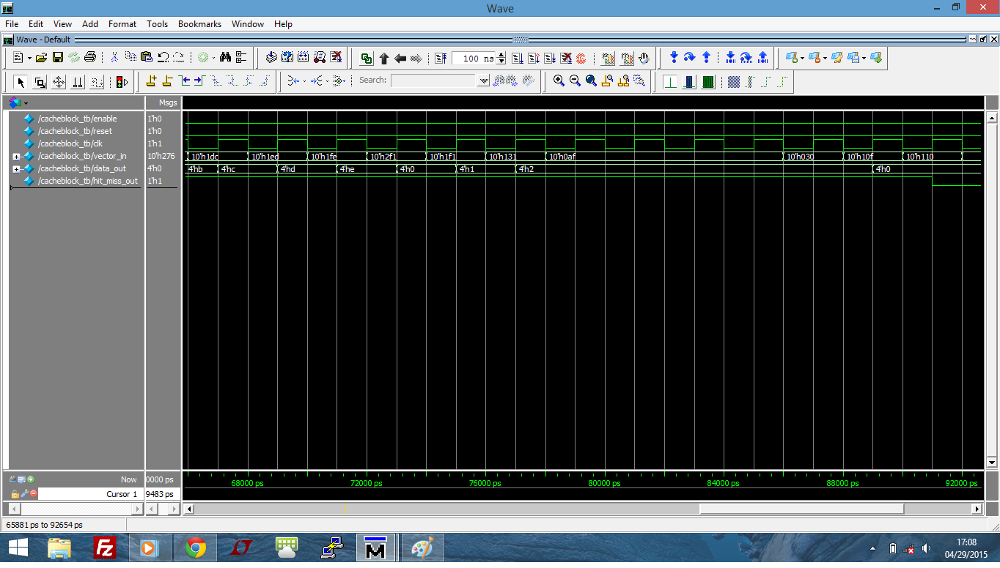 Wave
File Edit View Add Format Tools Bookmarks Window Help
Wave - Default
100 ns
Search:
Msgs
/cacheblock_tb/enable 1'h0
/cacheblock_tb/reset 1'h0
/cacheblock_tb/clk 1'h1
/cacheblock_tb/vector_in 10'h276 10'h1dc 10'h1ed 10'h1fe 10'h2f1 10'h1f1 10'h131 10'h0af 10'h030 10'h10f 10'h110
/cacheblock_tb/data_out 4'h0 4'hb 4'hc 4'hd 4'he 4'h0 4'h1 4'h2 4'h0
/cacheblock_tb/hit_miss_out 1'h1
Now 0000 ps 68000 ps 72000 ps 76000 ps 80000 ps 84000 ps 88000 ps 92000 ps
Cursor 1 9483 ps
65881 ps to 92654 ps
17:08
04/29/2015